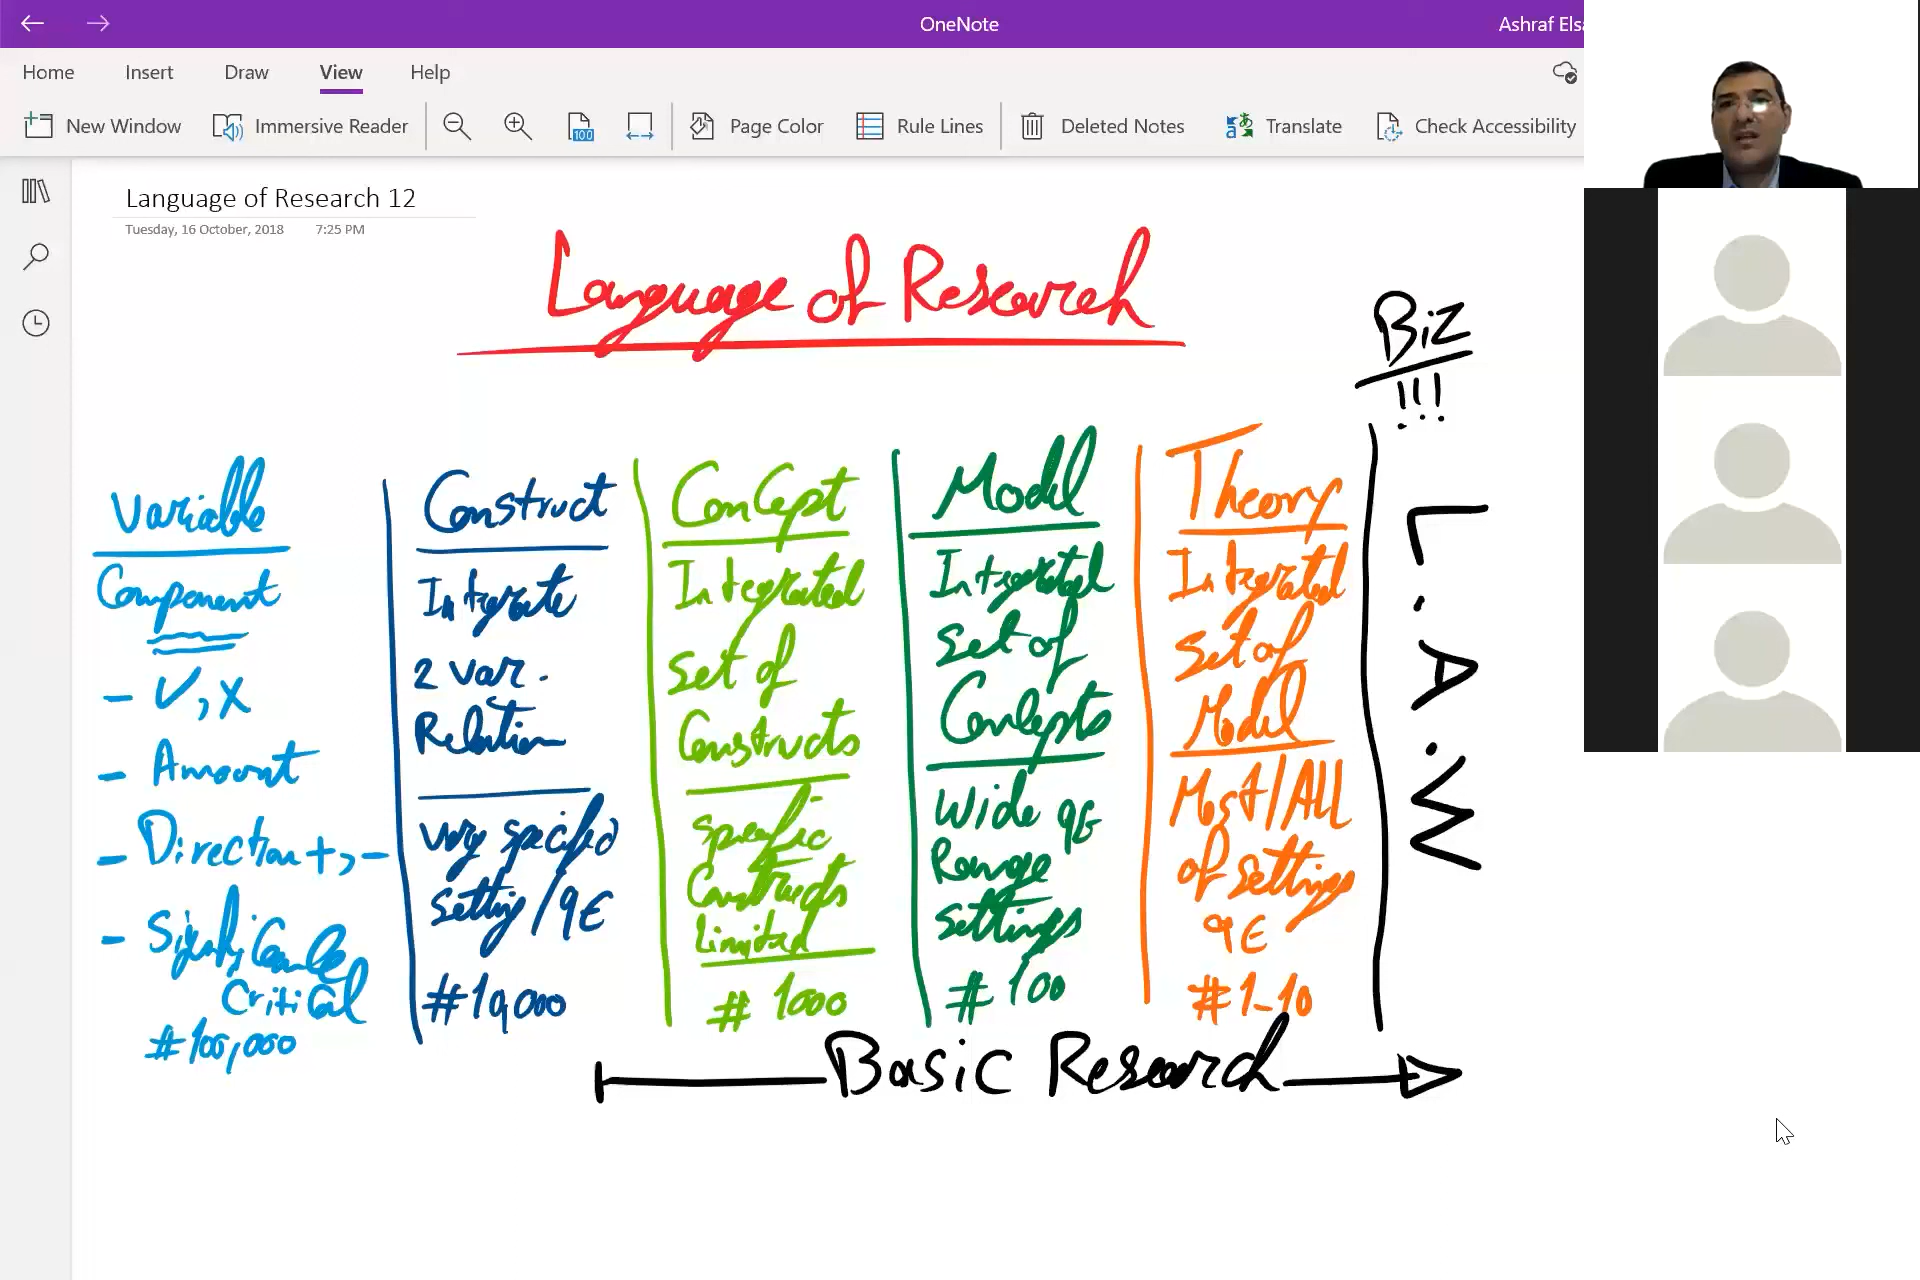 OneNote
Ashraf Elsa
Home Insert Draw View Help
New Window Immersive Reader 100 Page Color Rule Lines Deleted Notes Translate Check Accessibility
Language of Research 12
Tuesday, 16 October, 2018 7:25 PM
Language of Research
Biz
!!!
Variable
Component
- V, X
- Amount
- Direction +, -
- Critical
#100,000
Construct
Integrate
2 var.
Relation
very specific
setting/
#10,000
Concept
Integrated
set of
Constructs
specific
Constructs
Limited
# 1000
Model
Integrated
set of
Concepts
Wide
Range
settings
# 100
Theory
Integrated
set of
Model
Most/ALL
of settings
#1-10
L.A.W
Basic Research